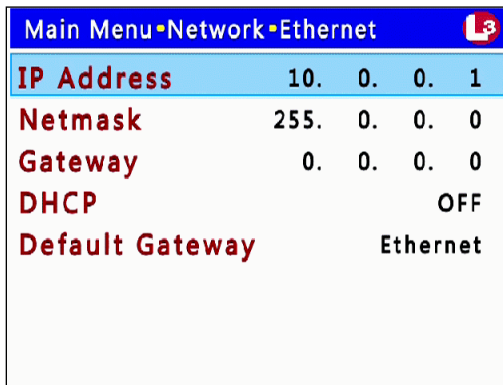 Main Menu•Network•Ethernet L3
IP Address 10. 0. 0. 1
Netmask 255. 0. 0. 0
Gateway 0. 0. 0. 0
DHCP OFF
Default Gateway Ethernet